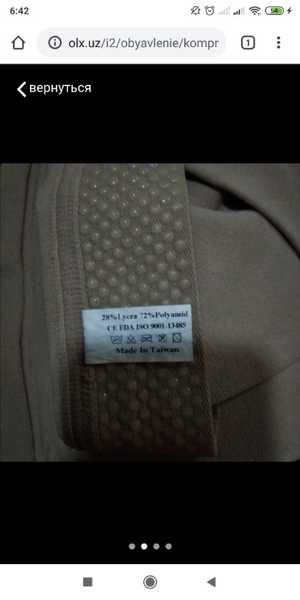 6:42
54
olx.uz/i2/obyavlenie/kompr
1
вернуться
28%Lycra 72%Polyamid
CE FDA ISO 9001-13485
Made In Taiwan